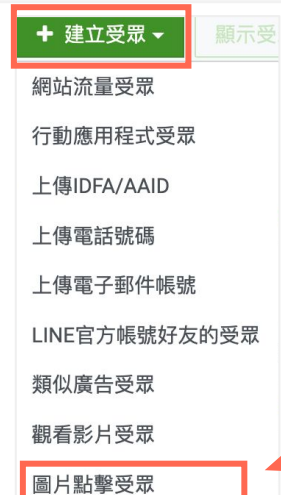 + 建立受眾 顯示受
網站流量受眾
行動應用程式受眾
上傳IDFA/AAID
上傳電話號碼
上傳電子郵件帳號
LINE官方帳號好友的受眾
類似廣告受眾
觀看影片受眾
圖片點擊受眾